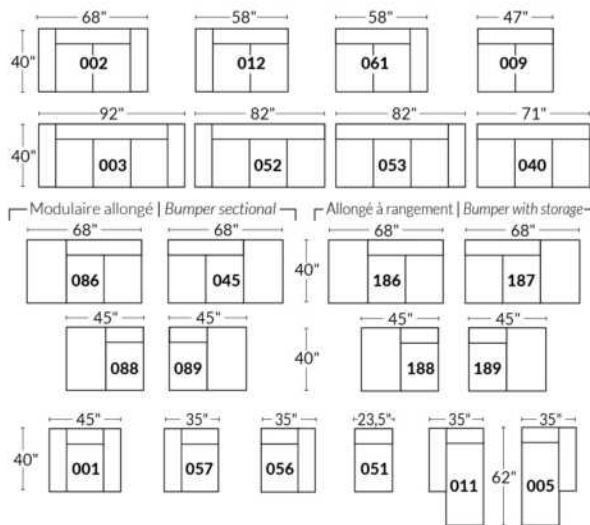 68" 58" 58" 47"
40" 002 012 061 009
92" 82" 82" 71"
40" 003 052 053 040
Modulaire allongé | Bumper sectional Allongé à rangement | Bumper with storage
68" 68" 68" 68"
086 045 40" 186 187
45" 45" 45" 45"
088 089 40" 188 189
45" 35" 35" 23,5" 35" 35"
40" 001 057 056 051 011 62" 005